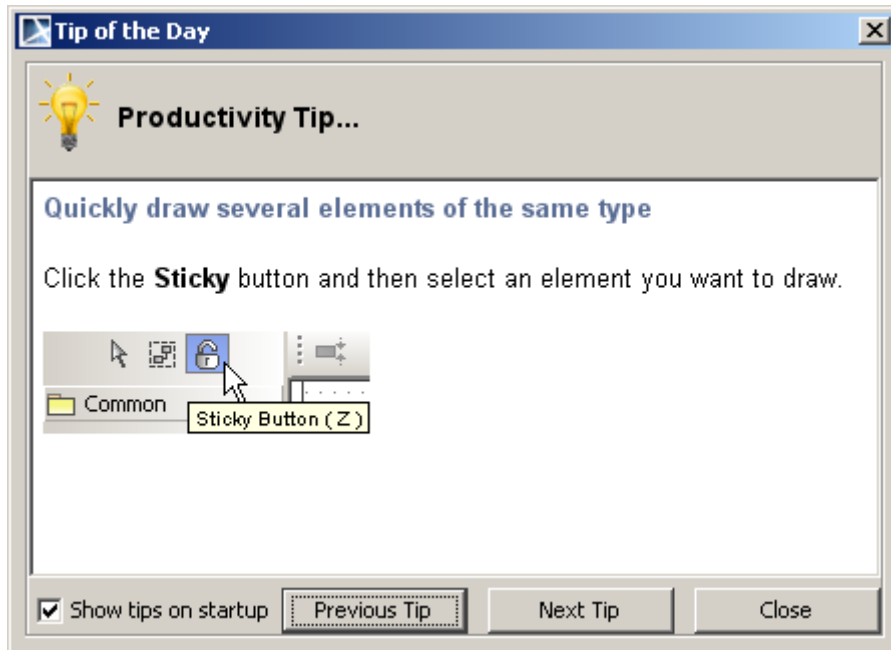 Tip of the Day
Productivity Tip...
Quickly draw several elements of the same type
Click the Sticky button and then select an element you want to draw.
Common
Sticky Button ( Z )
Show tips on startup
Previous Tip
Next Tip
Close